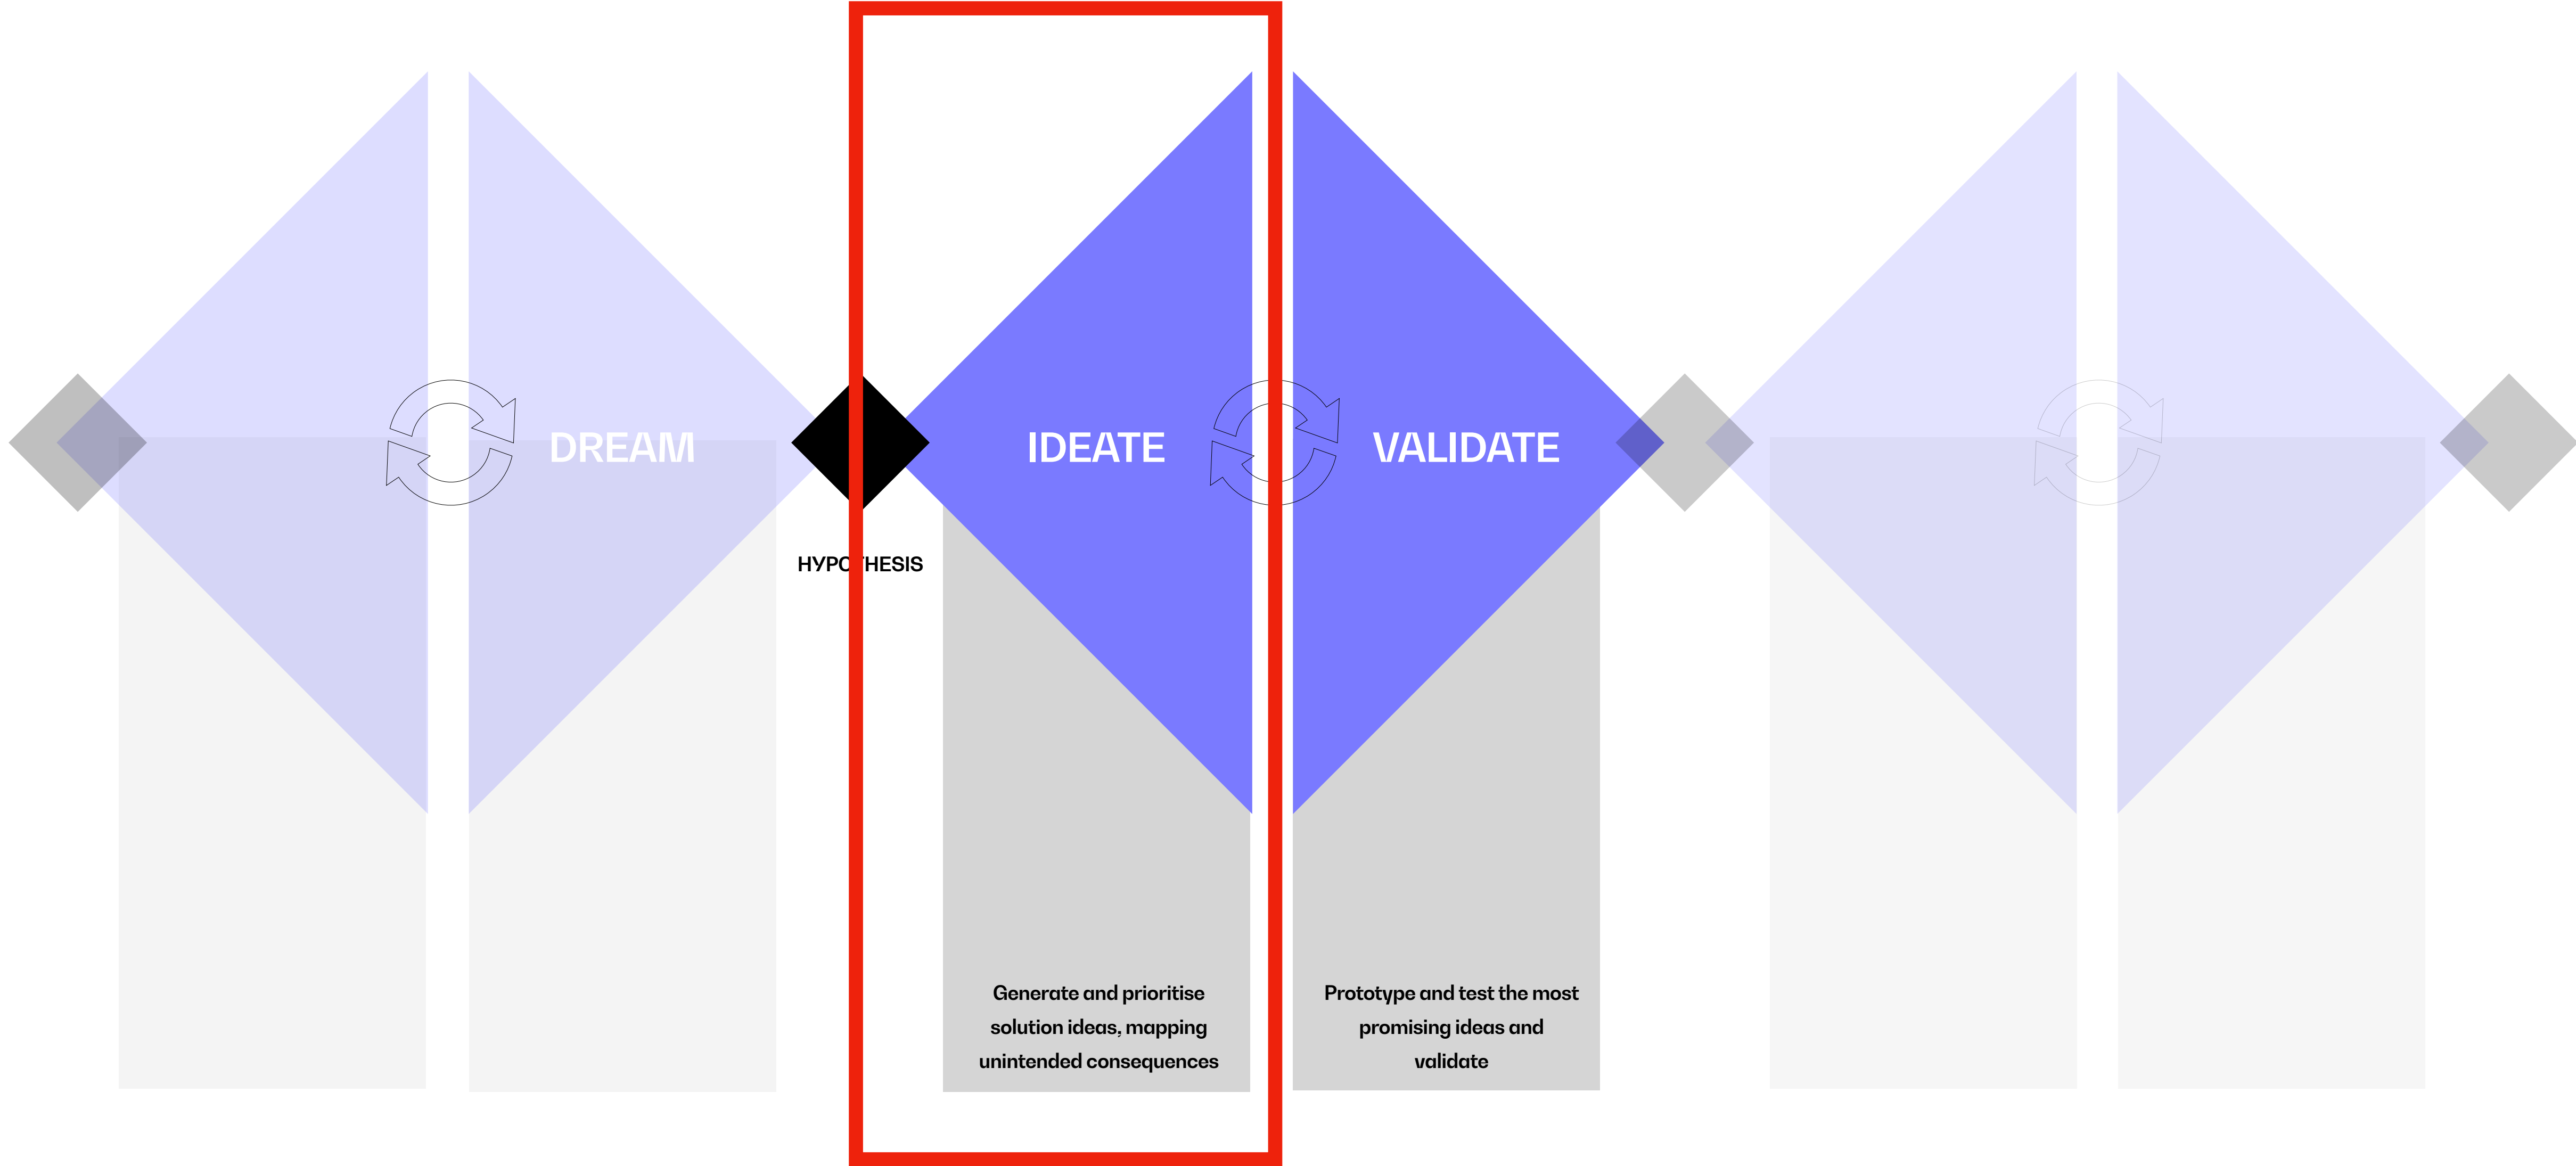 DREAM
HYPOTHESIS
IDEATE
VALIDATE
Generate and prioritise
solution ideas, mapping
unintended consequences
Prototype and test the most
promising ideas and
validate